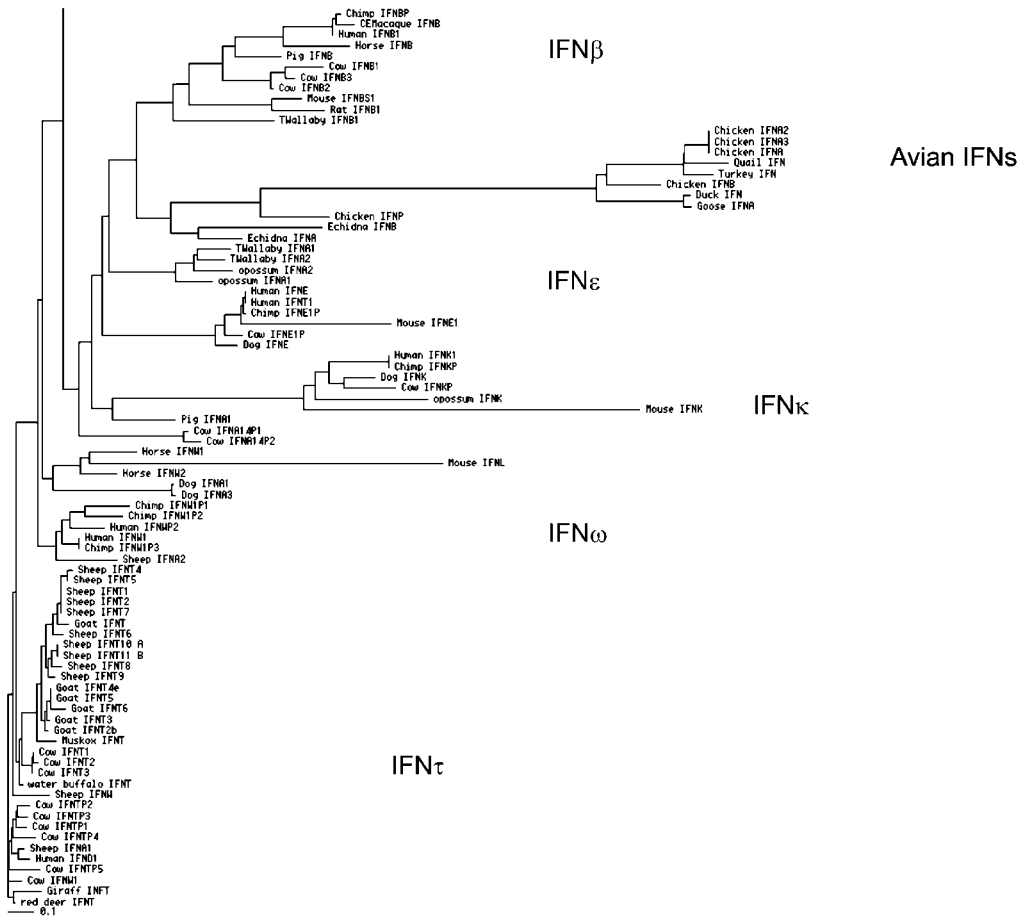 Chimp IFNBP
CEMacaque IFNB
Human IFNB1
Horse IFNB
IFNβ
Pig IFNB
Cow IFNB1
Cow IFNB3
Cow IFNB2
Mouse IFNBS1
Rat IFNB1
TWallaby IFNB1
Chicken IFNA2
Chicken IFNA3
Chicken IFNA
Avian IFNs
Quail IFN
Turkey IFN
Chicken IFNB
Duck IFN
Goose IFNA
Chicken IFNP
Echidna IFNB
Echidna IFNA
TWallaby IFNA1
TWallaby IFNA2
opossum IFNA2
opossum IFNA1
IFNε
Human IFNE
Human IFNT1
Chimp IFNE1P
Mouse IFNE1
Cow IFNE1P
Dog IFNE
Human IFNK1
Chimp IFNKP
Dog IFNK
Cow IFNKP
opossum IFNK
Mouse IFNK
IFNκ
Pig IFNA1
Cow IFNA14P1
Cow IFNA14P2
Horse IFNW1
Mouse IFNL
Horse IFNW2
Dog IFNA1
Dog IFNA3
Chimp IFNW1P1
Chimp IFNW1P2
Human IFNWP2
IFNω
Human IFNW1
Chimp IFNW1P3
Sheep IFNA2
Sheep IFNT4
Sheep IFNT5
Sheep IFNT1
Sheep IFNT2
Sheep IFNT7
Goat IFNT
Sheep IFNT6
Sheep IFNT10 A
Sheep IFNT11 B
Sheep IFNT8
Sheep IFNT9
Goat IFNT4e
Goat IFNT5
Goat IFNT6
Goat IFNT3
Goat IFNT2b
Muskox IFNT
Cow IFNT1
Cow IFNT2
Cow IFNT3
IFNτ
water buffalo IFNT
Sheep IFNW
Cow IFNTP2
Cow IFNTP3
Cow IFNTP1
Cow IFNTP4
Sheep IFNA1
Human IFND1
Cow IFNTP5
Cow IFNW1
Giraff INFT
red deer IFNT
0.1